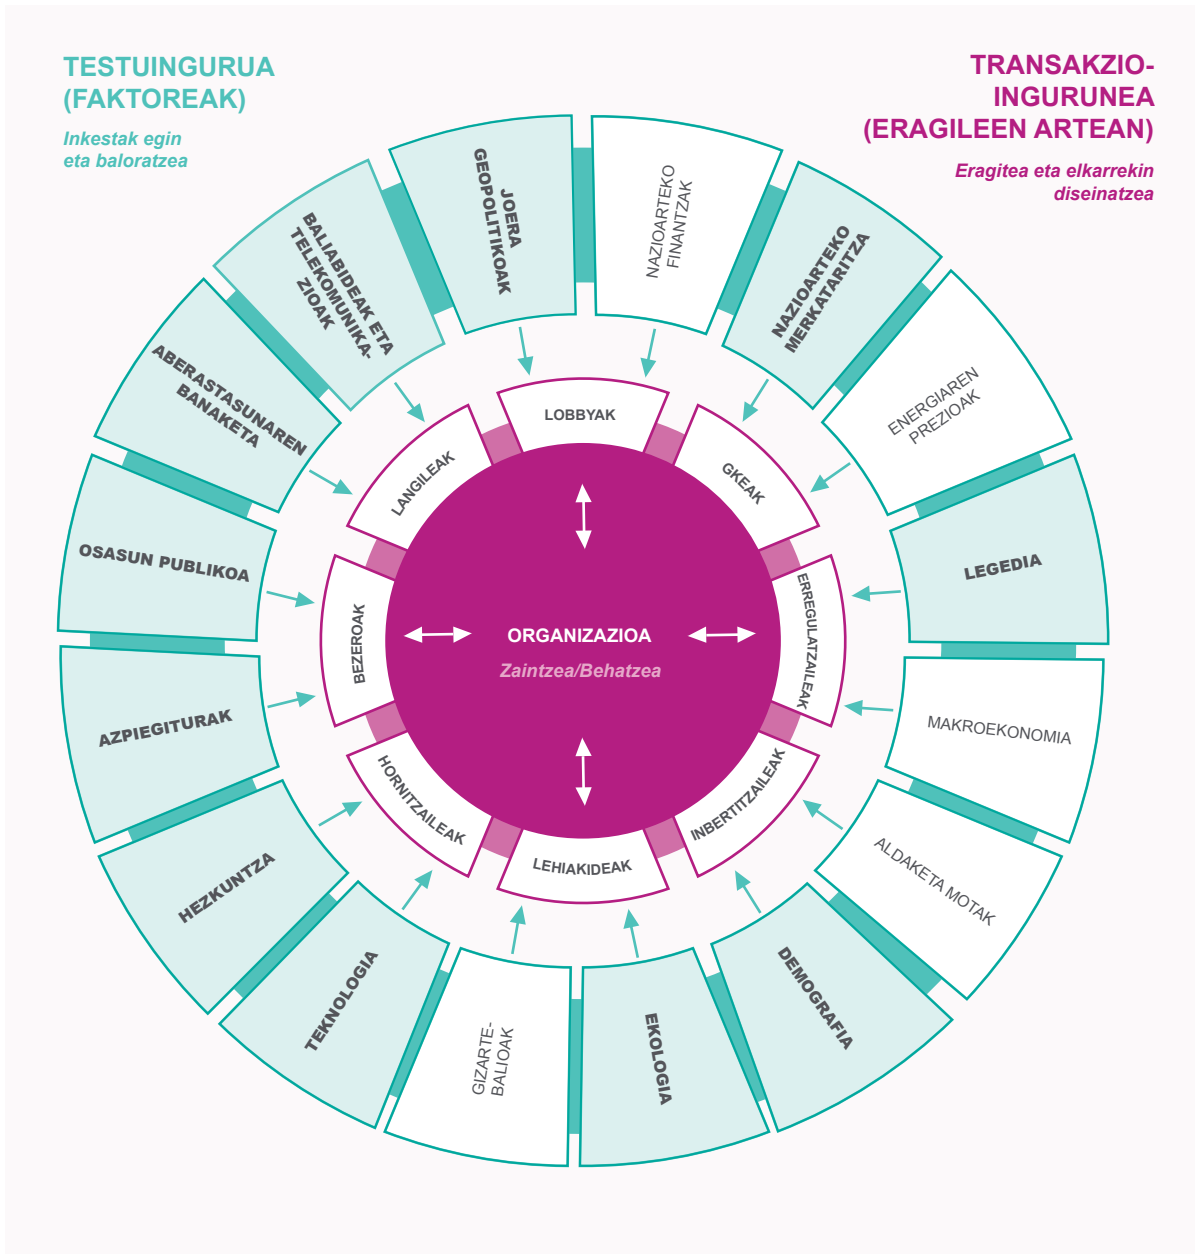 TESTUINGURUA
(FAKTOREAK)
Inkestak egin
eta baloratzea
TRANSAKZIO-
INGURUNEA
(ERAGILEEN ARTEAN)
Eragitea eta elkarrekin
diseinatzea
JOERA
GEOPOLITIKOAK
NAZIOARTEKO
FINANTZAK
NAZIOARTEKO
MERKATARITZA
ENERGIAREN
PREZIOAK
LEGEDIA
MAKROEKONOMIA
ALDAKETA MOTAK
DEMOGRAFIA
EKOLOGIA
GIZARTE-
BALIOAK
TEKNOLOGIA
HEZKUNTZA
AZPIEGITURAK
OSASUN PUBLIKOA
ABERASTASUNAREN
BANAKETA
BALIABIDEAK ETA
TELEKOMUNIKA-
ZIOAK
LOBBYAK
GKEAK
ERREGULATZAILEAK
INBERTITZAILEAK
LEHIAKIDEAK
HORNITZAILEAK
BEZEROAK
LANGILEAK
ORGANIZAZIOA
Zaintzea/Behatzea